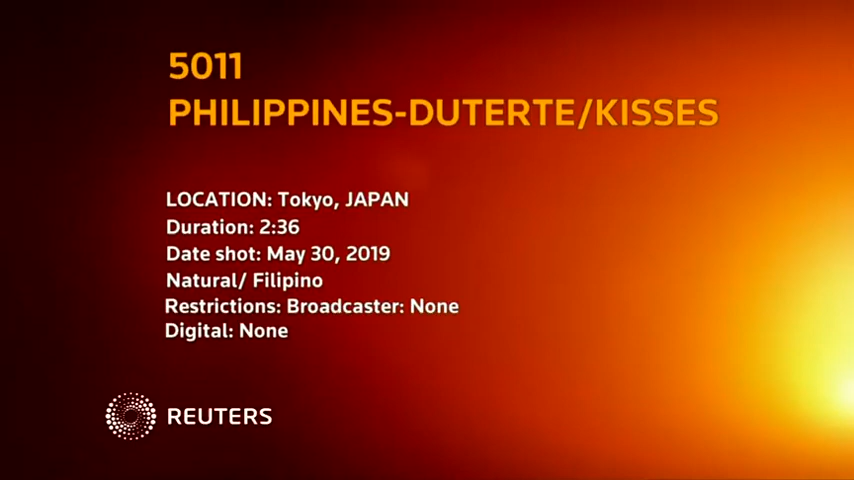 5011
PHILIPPINES-DUTERTE/KISSES
LOCATION: Tokyo, JAPAN
Duration: 2:36
Date shot: May 30, 2019
Natural/ Filipino
Restrictions: Broadcaster: None
Digital: None
REUTERS